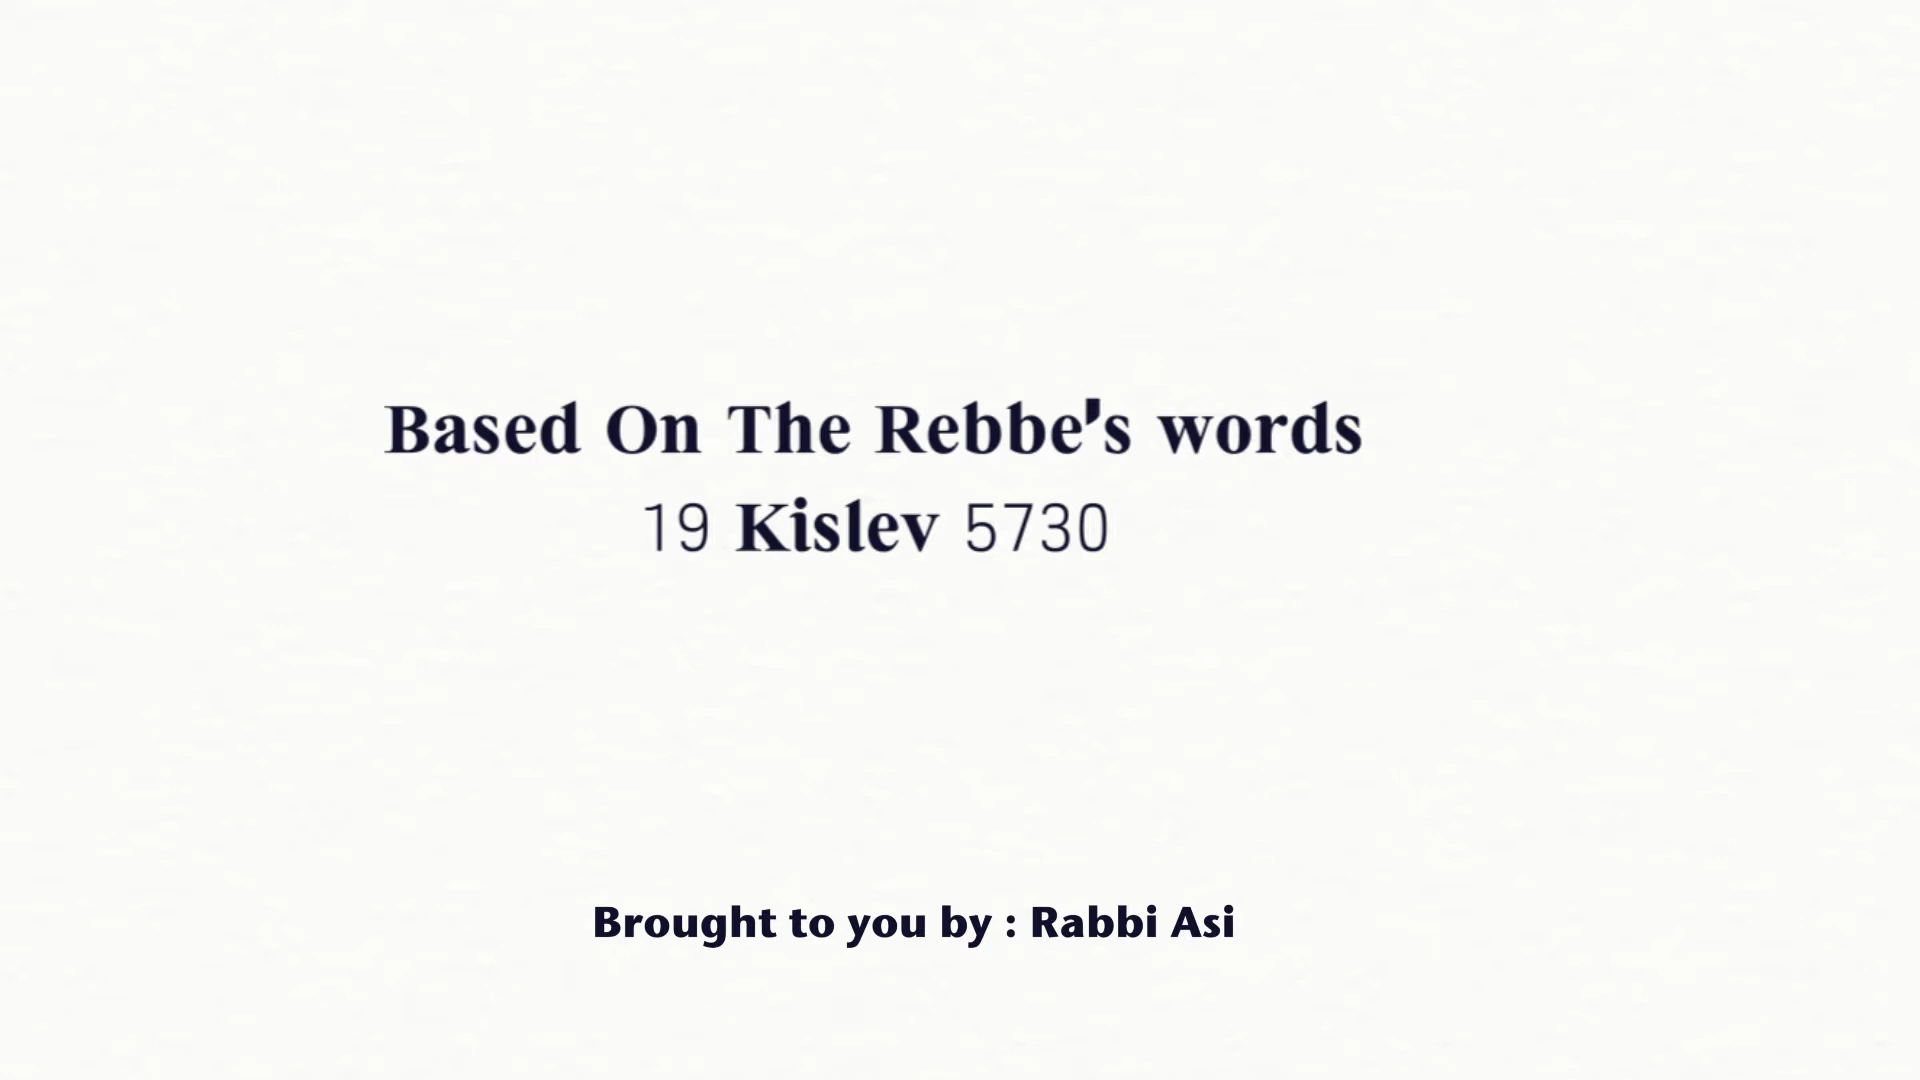 Based On The Rebbe's words
19 Kislev 5730
Brought to you by : Rabbi Asi